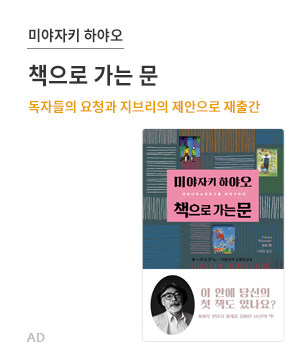 미야자키 하야오
책으로 가는 문
독자들의 요청과 지브리의 제안으로 재출간
미야자키 하야오
책으로 가는 문
이 안에 당신의
첫 책도 있나요?
AD